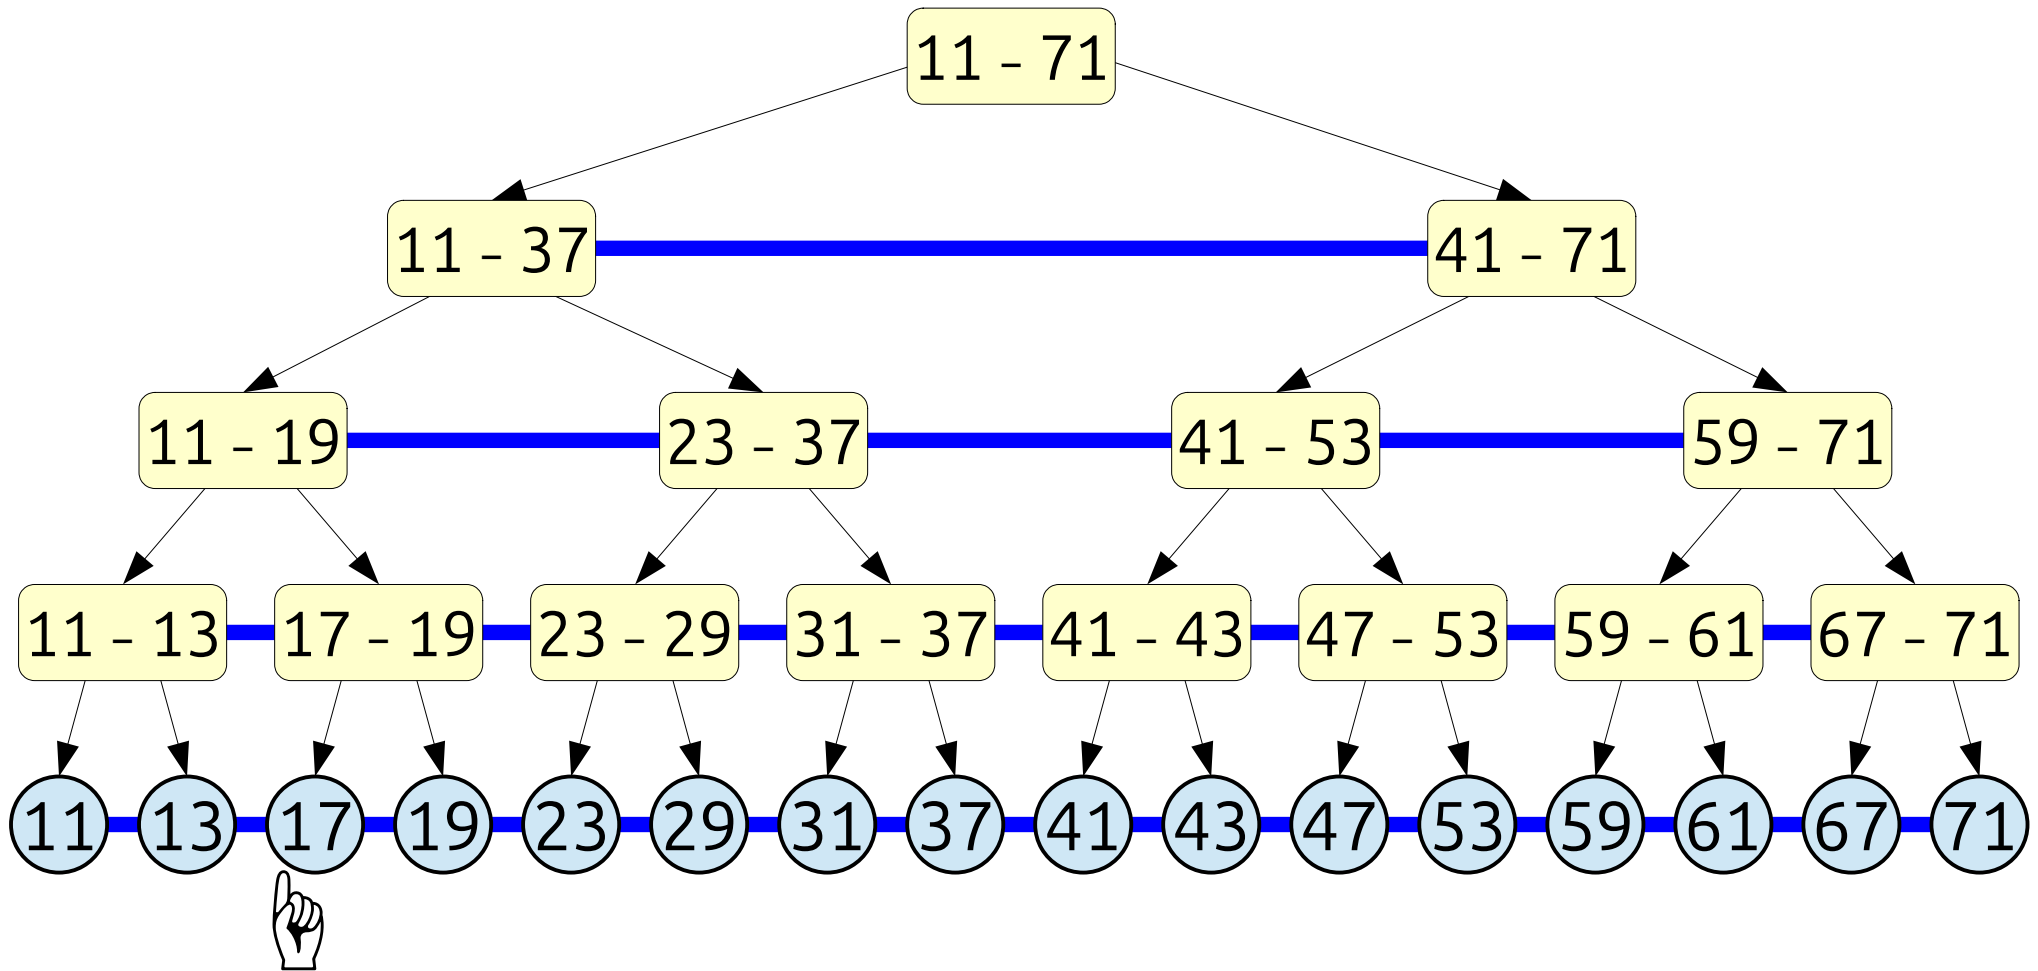 11 – 71
11 – 37 41 – 71
11 – 19 23 – 37 41 – 53 59 – 71
11 – 13 17 – 19 23 – 29 31 – 37 41 – 43 47 – 53 59 – 61 67 – 71
11 13 17 19 23 29 31 37 41 43 47 53 59 61 67 71